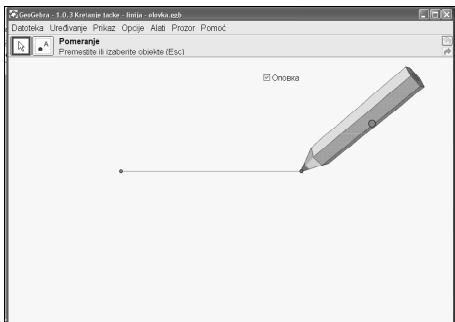 GeoGebra - 1.0.3 Kretanje tacke - linija - olovka.ggb
Datoteka Uređivanje Prikaz Opcije Alati Prozor Pomoć
Pomeranje
Premestite ili izaberite objekte (Esc)
A
Оловка